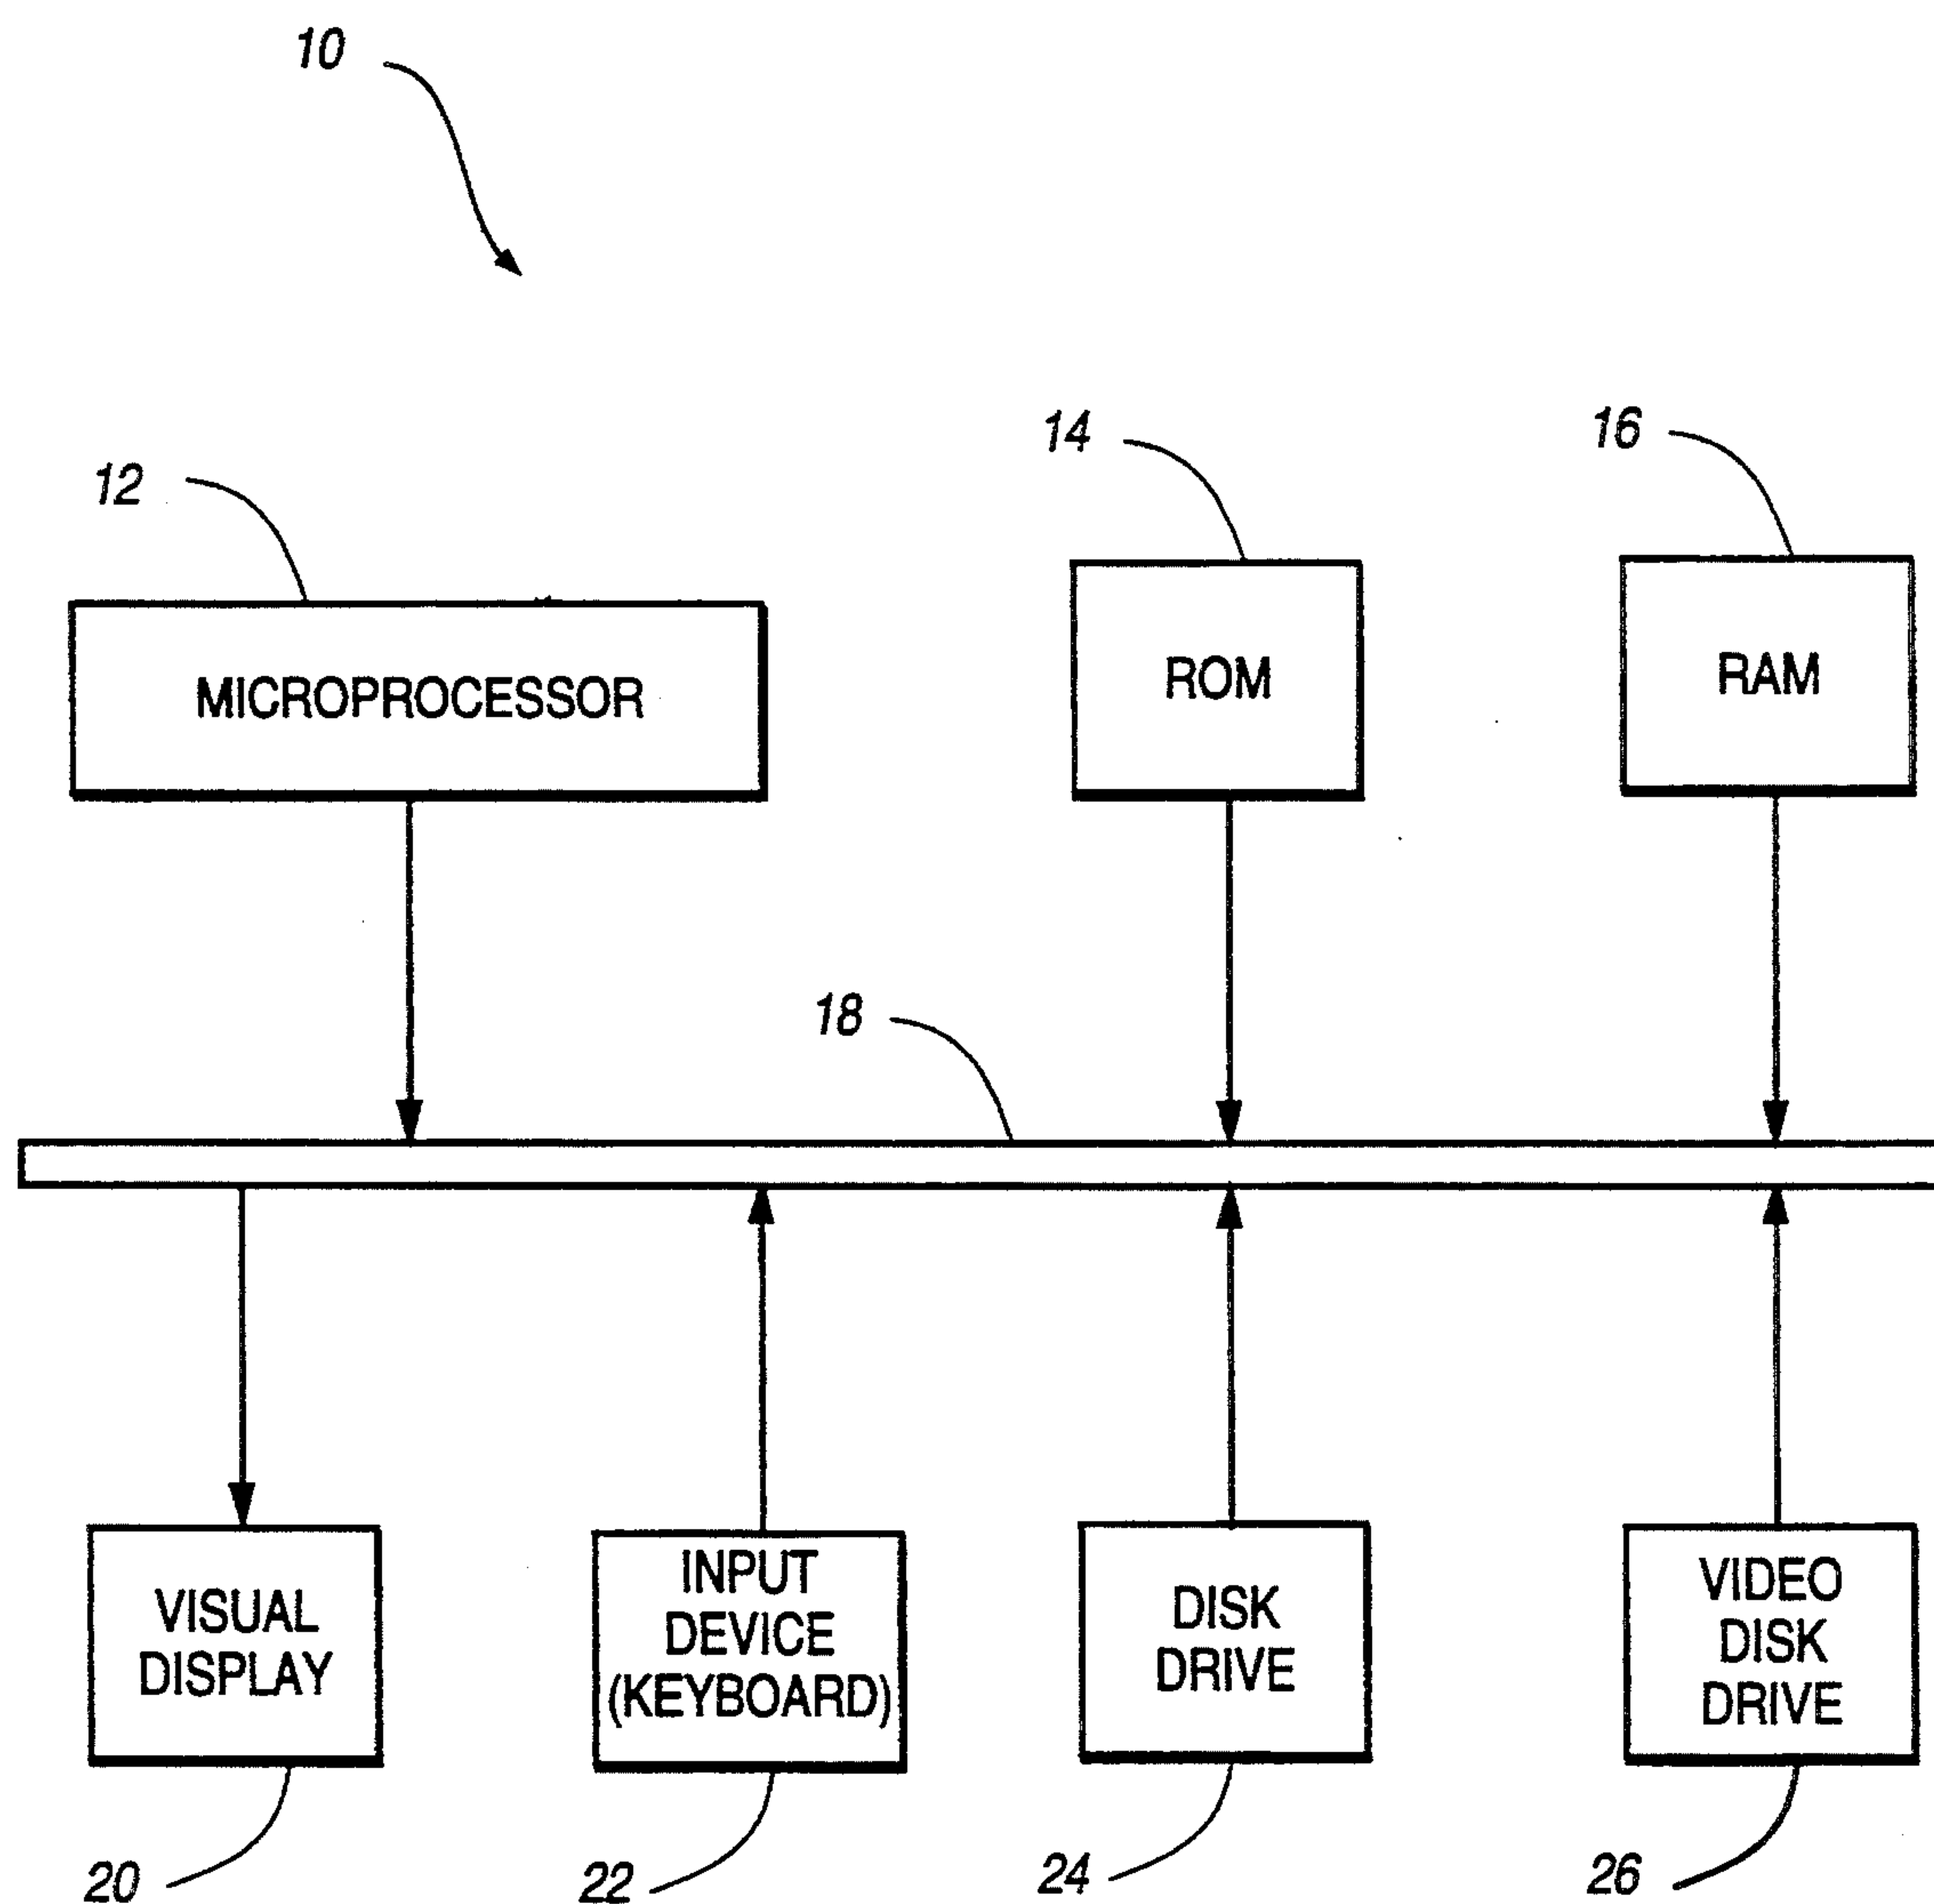 10
14
16
12
MICROPROCESSOR
ROM
RAM
18
VISUAL
DISPLAY
INPUT
DEVICE
(KEYBOARD)
DISK
DRIVE
VIDEO
DISK
DRIVE
20
22
24
26